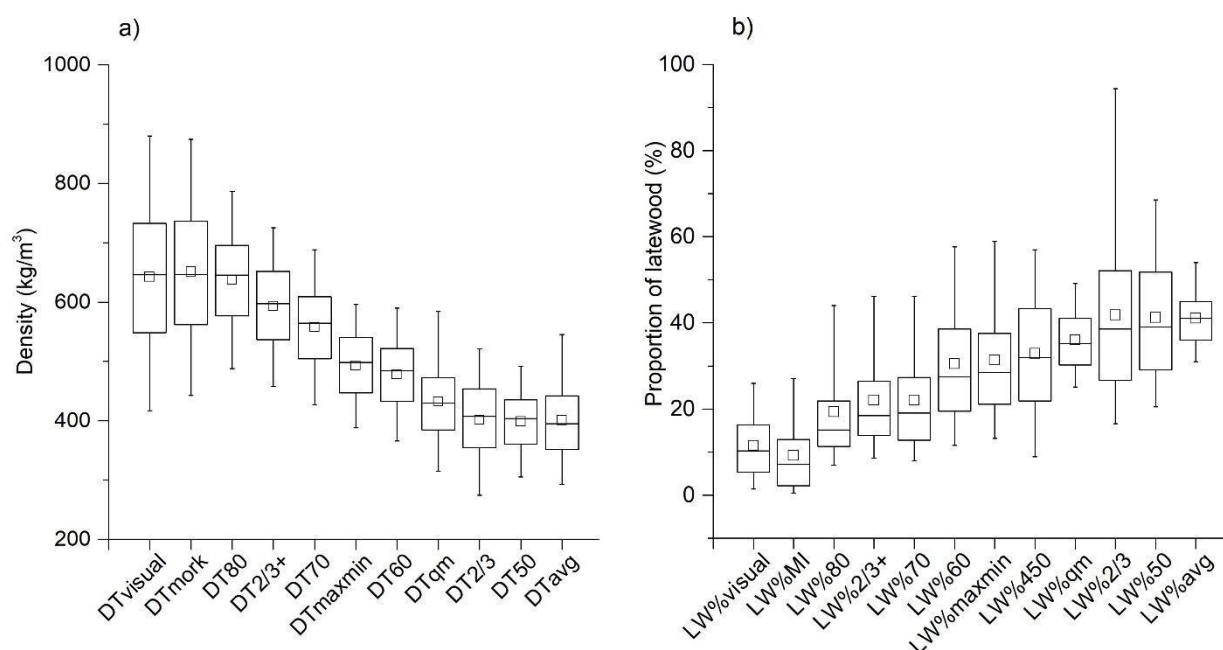 a)
Density (kg/m³)
1000
800
600
400
200
DTvisual
DTmork
DT80
DT2/3+
DT70
DTmaxmin
DT60
DTqm
DT2/3
DT50
DTavg
b)
Proportion of latewood (%)
100
80
60
40
20
0
LW%visual
LW%MI
LW%80
LW%2/3+
LW%70
LW%60
LW%maxmin
LW%450
LW%qm
LW%2/3
LW%50
LW%avg